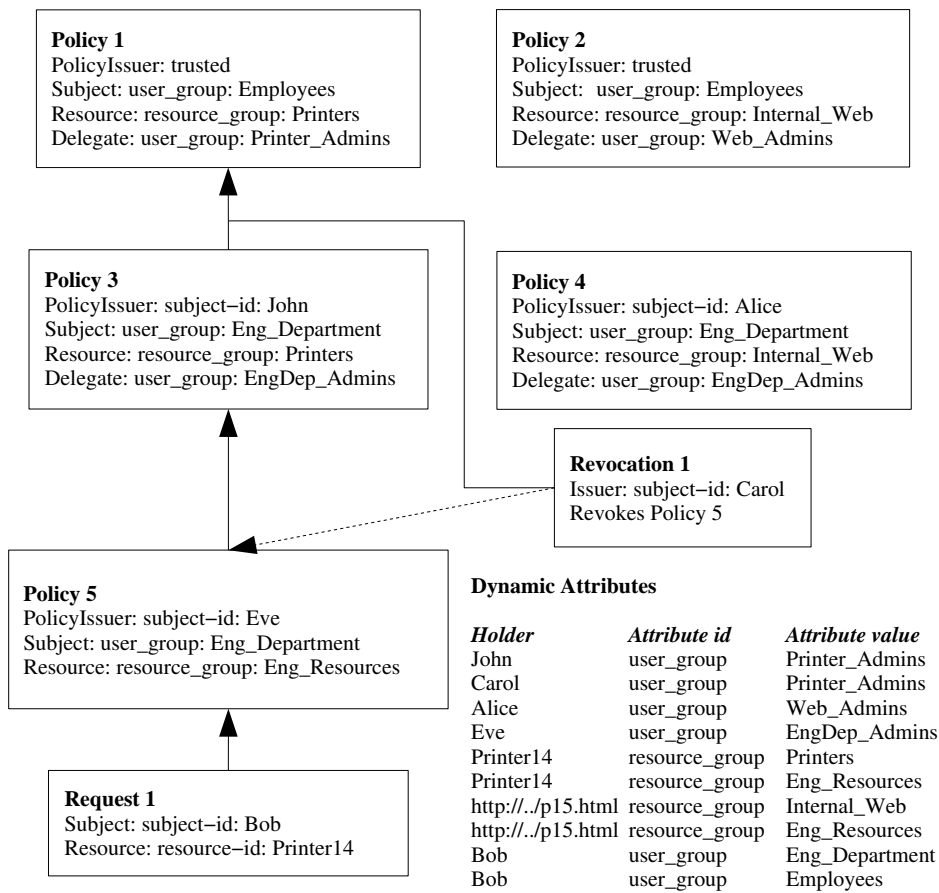 Policy 1
PolicyIssuer: trusted
Subject: user_group: Employees
Resource: resource_group: Printers
Delegate: user_group: Printer_Admins
Policy 2
PolicyIssuer: trusted
Subject: user_group: Employees
Resource: resource_group: Internal_Web
Delegate: user_group: Web_Admins
Policy 3
PolicyIssuer: subject−id: John
Subject: user_group: Eng_Department
Resource: resource_group: Printers
Delegate: user_group: EngDep_Admins
Policy 4
PolicyIssuer: subject−id: Alice
Subject: user_group: Eng_Department
Resource: resource_group: Internal_Web
Delegate: user_group: EngDep_Admins
Revocation 1
Issuer: subject−id: Carol
Revokes Policy 5
Policy 5
PolicyIssuer: subject−id: Eve
Subject: user_group: Eng_Department
Resource: resource_group: Eng_Resources
Request 1
Subject: subject−id: Bob
Resource: resource−id: Printer14
Dynamic Attributes
Holder Attribute id Attribute value
John user_group Printer_Admins
Carol user_group Printer_Admins
Alice user_group Web_Admins
Eve user_group EngDep_Admins
Printer14 resource_group Printers
Printer14 resource_group Eng_Resources
http://../p15.html resource_group Internal_Web
http://../p15.html resource_group Eng_Resources
Bob user_group Eng_Department
Bob user_group Employees